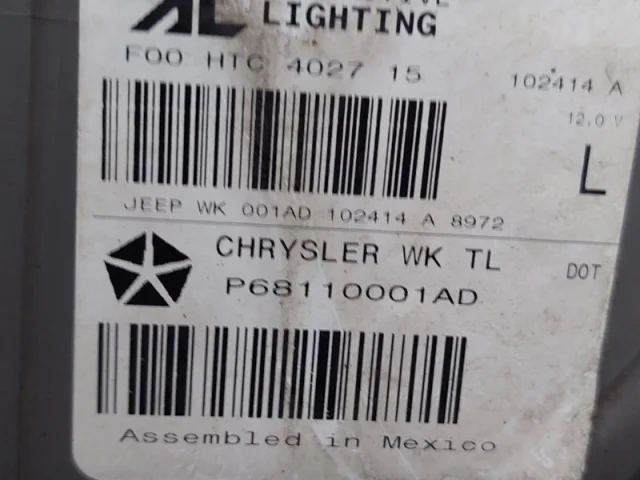 AL LIGHTING
F00 HTC 4027 15
102414 A
12.0 V
L
JEEP WK 001AD 102414 A 8972
CHRYSLER WK TL
DOT
P68110001AD
Assembled in Mexico